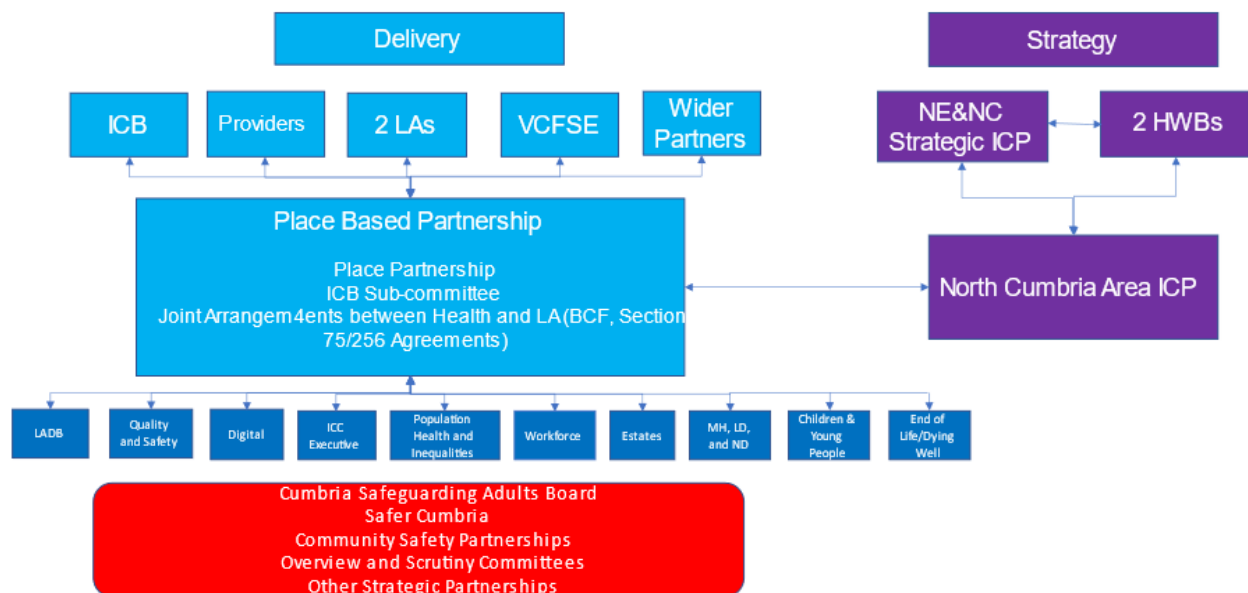 Delivery
Strategy
ICB
Providers
2 LAs
VCFSE
Wider
Partners
NE&NC
Strategic ICP
2 HWBs
Place Based Partnership
Place Partnership
ICB Sub-committee
Joint Arrangem4ents between Health and LA (BCF, Section
75/256 Agreements)
North Cumbria Area ICP
LADB
Quality
and Safety
Digital
ICC
Executive
Population
Health and
Inequalities
Workforce
Estates
MH, LD,
and ND
Children &
Young
People
End of
Life/Dying
Well
Cumbria Safeguarding Adults Board
Safer Cumbria
Community Safety Partnerships
Overview and Scrutiny Committees
Other Strategic Partnerships